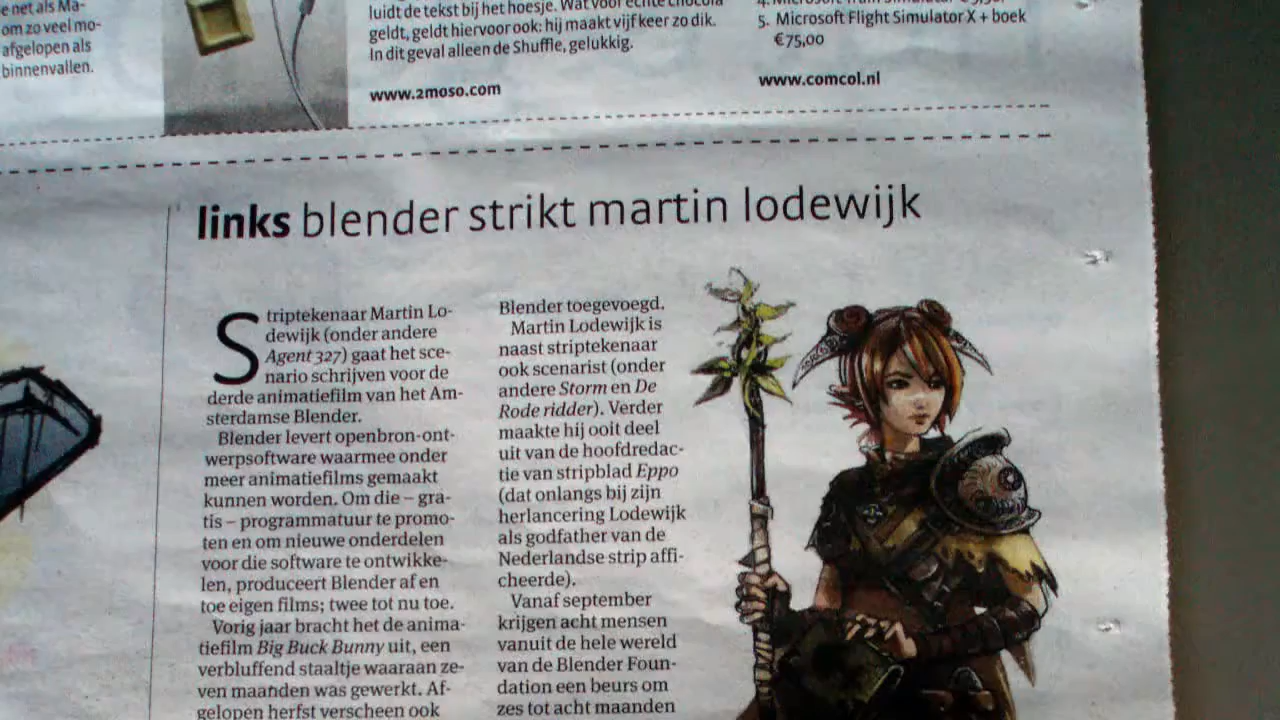 e net als Ma-
om zo veel mo-
afgelopen als
binnenvallen.
luidt de tekst bij het hoesje. Wat voor echte
geldt, geldt hiervoor ook: hij maakt vijf keer zo dik.
In dit geval alleen de Shuffle, gelukkig.
www.2moso.com
5. Microsoft Flight Simulator X + boek
€75,00
www.comcol.nl
links blender strikt martin lodewijk
Striptekenaar Martin Lo-
dewijk (onder andere
Agent 327) gaat het sce-
nario schrijven voor de
derde animatiefilm van het Am-
sterdamse Blender.
Blender levert openbron-ont-
werpsoftware waarmee onder
meer animatiefilms gemaakt
kunnen worden. Om die – gra-
tis – programmatuur te promo-
ten en om nieuwe onderdelen
voor die software te ontwikke-
len, produceert Blender af en
toe eigen films; twee tot nu toe.
Vorig jaar bracht het de anima-
tiefilm Big Buck Bunny uit, een
verbluffend staaltje waaraan ze-
ven maanden was gewerkt. Af-
gelopen herfst verscheen ook
Blender toegevoegd.
Martin Lodewijk is
naast striptekenaar
ook scenarist (onder
andere Storm en De
Rode ridder). Verder
maakte hij ooit deel
uit van de hoofdredac-
tie van stripblad Eppo
(dat onlangs bij zijn
herlancering Lodewijk
als godfather van de
Nederlandse strip affi-
cheerde).
Vanaf september
krijgen acht mensen
vanuit de hele wereld
van de Blender Foun-
dation een beurs om
zes tot acht maanden